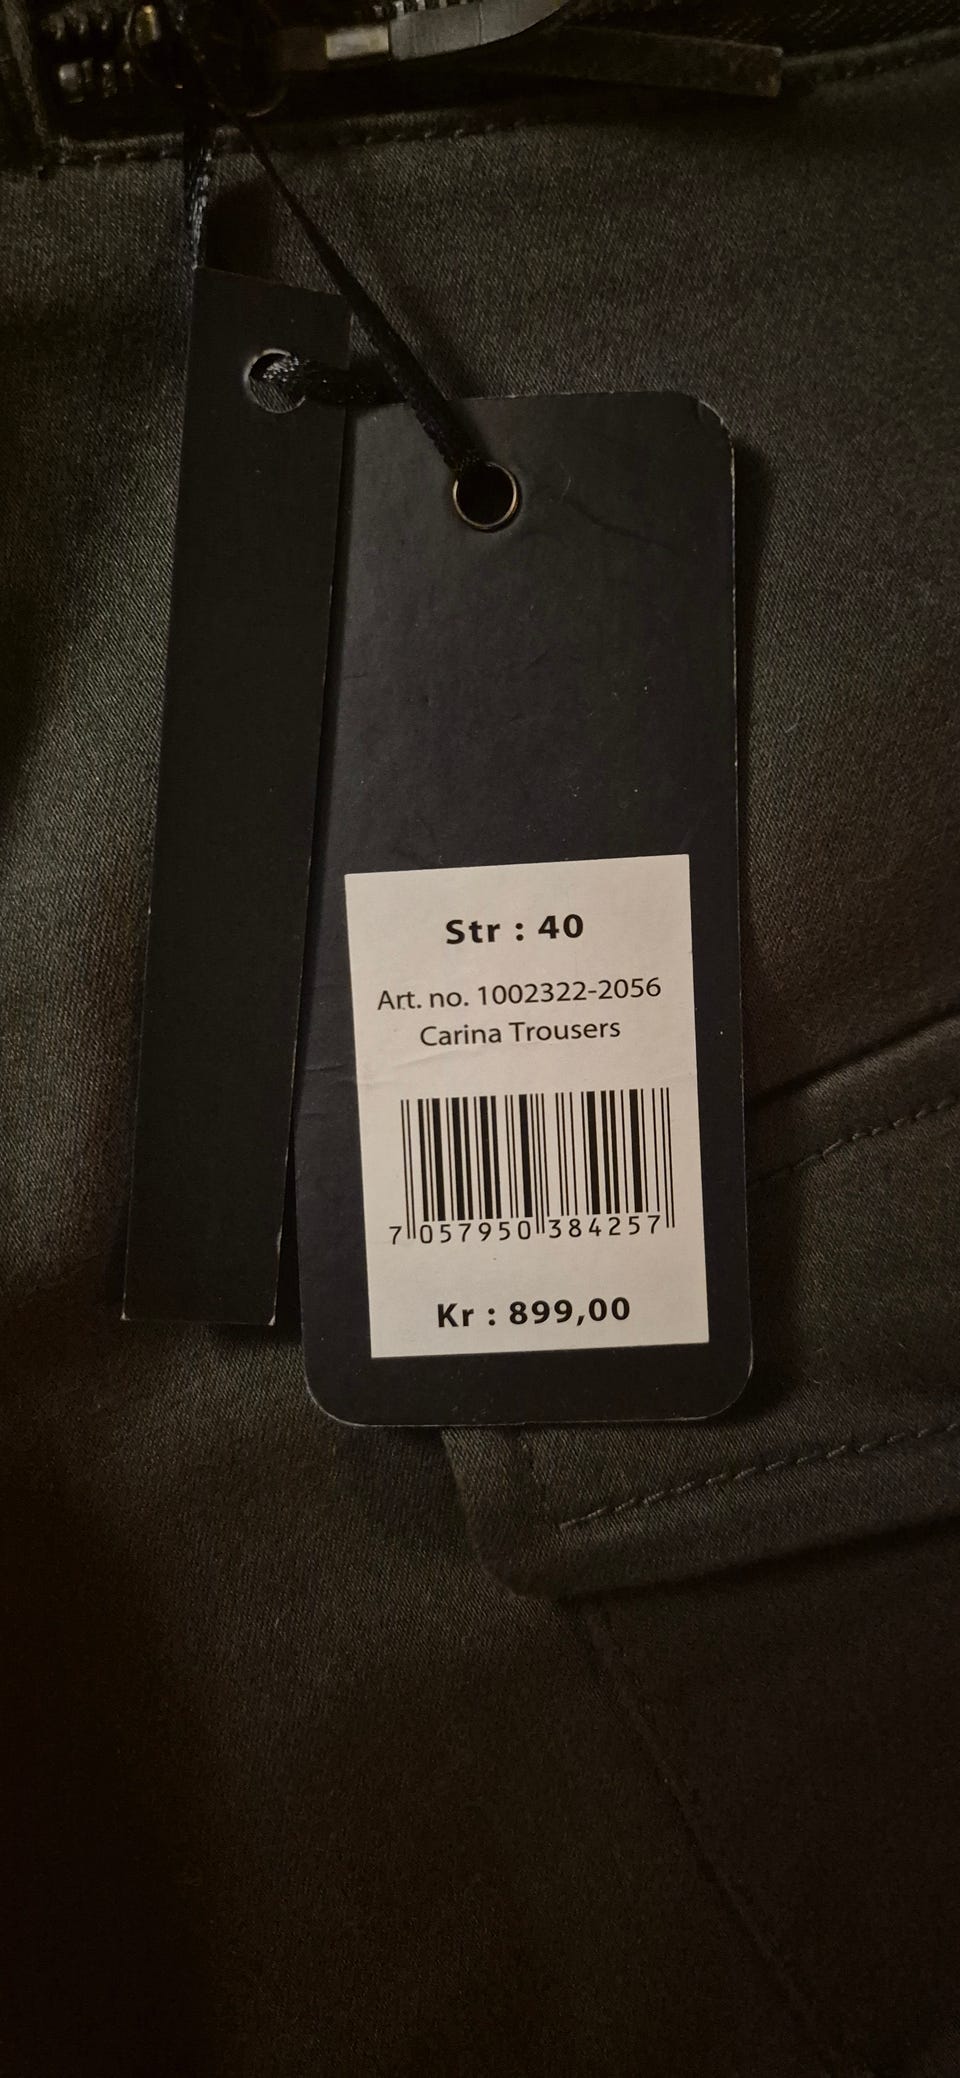 Str : 40
Art. no. 1002322-2056
Carina Trousers
7 057950 384257
Kr : 899,00